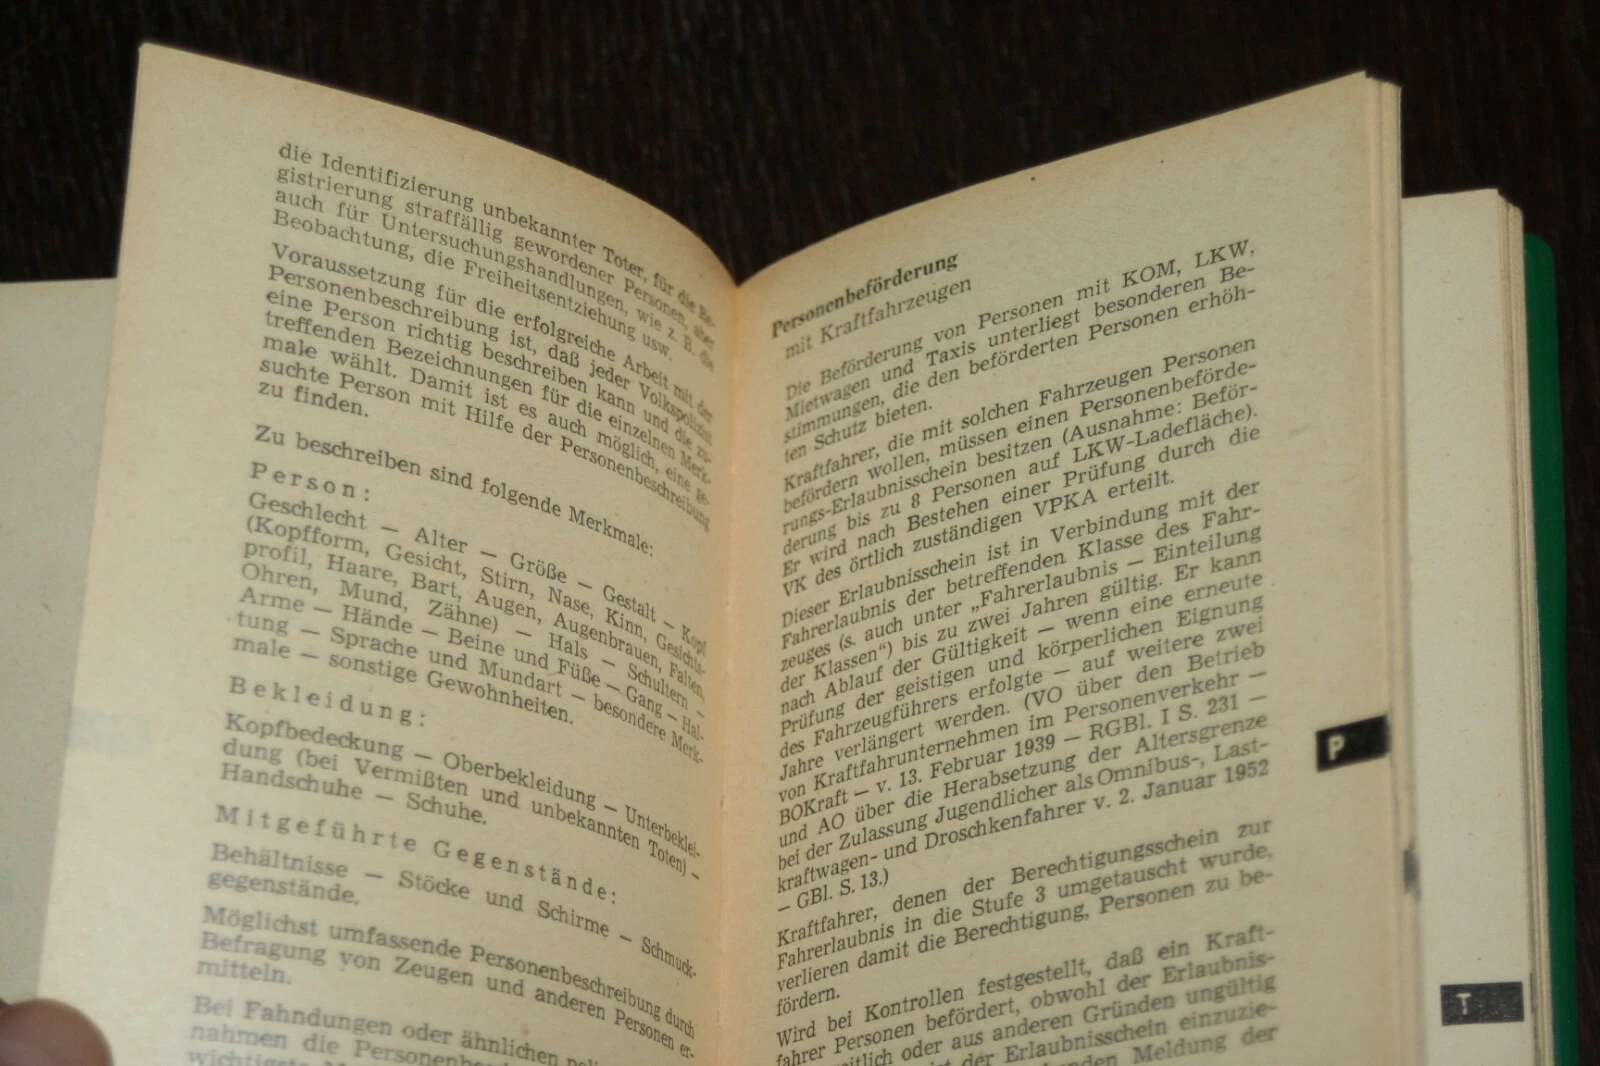 die Identifizierung unbekannter Toter, für die Re-
gistrierung straffällig gewordener Personen, aber
auch für Untersuchungshandlungen, wie z. B. die
Beobachtung, die Freiheitsentziehung usw.
Voraussetzung für die erfolgreiche Arbeit mit der
Personenbeschreibung ist, daß jeder Volkspolizist
eine Person richtig beschreiben kann und die zu-
treffenden Bezeichnungen für die einzelnen Merk-
male wählt. Damit ist es auch möglich, eine ge-
suchte Person mit Hilfe der Personenbeschreibung
zu finden.
Zu beschreiben sind folgende Merkmale:
Person:
Geschlecht — Alter — Größe — Gestalt — Kopf
(Kopfform, Gesicht, Stirn, Nase, Kinn, Gesichts-
profil, Haare, Bart, Augen, Augenbrauen, Falten,
Ohren, Mund, Zähne) — Hals — Schultern —
Arme — Hände — Beine und Füße — Gang — Hal-
tung — Sprache und Mundart — besondere Merk-
male — sonstige Gewohnheiten.
Bekleidung:
Kopfbedeckung — Oberbekleidung — Unterbeklei-
dung (bei Vermißten und unbekannten Toten) —
Handschuhe — Schuhe.
Mitgeführte Gegenstände:
Behältnisse — Stöcke und Schirme — Schmuck-
gegenstände.
Möglichst umfassende Personenbeschreibung durch
Befragung von Zeugen und anderen Personen er-
mitteln.
Bei Fahndungen oder ähnlichen
nahmen die
Personenbeförderung
mit Kraftfahrzeugen
Die Beförderung von Personen mit KOM, LKW,
Mietwagen und Taxis unterliegt besonderen Be-
stimmungen, die den beförderten Personen erhöh-
ten Schutz bieten.
Kraftfahrer, die mit solchen Fahrzeugen Personen
befördern wollen, müssen einen Personenbeförde-
rungs-Erlaubnisschein besitzen (Ausnahme: Beför-
derung bis zu 8 Personen auf LKW-Ladefläche).
Er wird nach Bestehen einer Prüfung durch die
VK des örtlich zuständigen VPKA erteilt.
Dieser Erlaubnisschein ist in Verbindung mit der
Fahrerlaubnis der betreffenden Klasse des Fahr-
zeuges (s. auch unter „Fahrerlaubnis — Einteilung
der Klassen“) bis zu zwei Jahren gültig. Er kann
nach Ablauf der Gültigkeit — wenn eine erneute
Prüfung der geistigen und körperlichen Eignung
des Fahrzeugführers erfolgte — auf weitere zwei
Jahre verlängert werden. (VO über den Betrieb
von Kraftfahrunternehmen im Personenverkehr —
BOKraft — v. 13. Februar 1939 — RGBl. I S. 231 —
und AO über die Herabsetzung der Altersgrenze
bei der Zulassung Jugendlicher als Omnibus-, Last-
kraftwagen- und Droschkenfahrer v. 2. Januar 1952
— GBl. S. 13.)
Kraftfahrer, denen der Berechtigungsschein zur
Fahrerlaubnis in die Stufe 3 umgetauscht wurde,
verlieren damit die Berechtigung, Personen zu be-
fördern.
Wird bei Kontrollen festgestellt, daß ein Kraft-
fahrer Personen befördert, obwohl der Erlaubnis-
oder aus anderen Gründen ungültig
der Erlaubnisschein einzuzie-
Meldung der
P
T